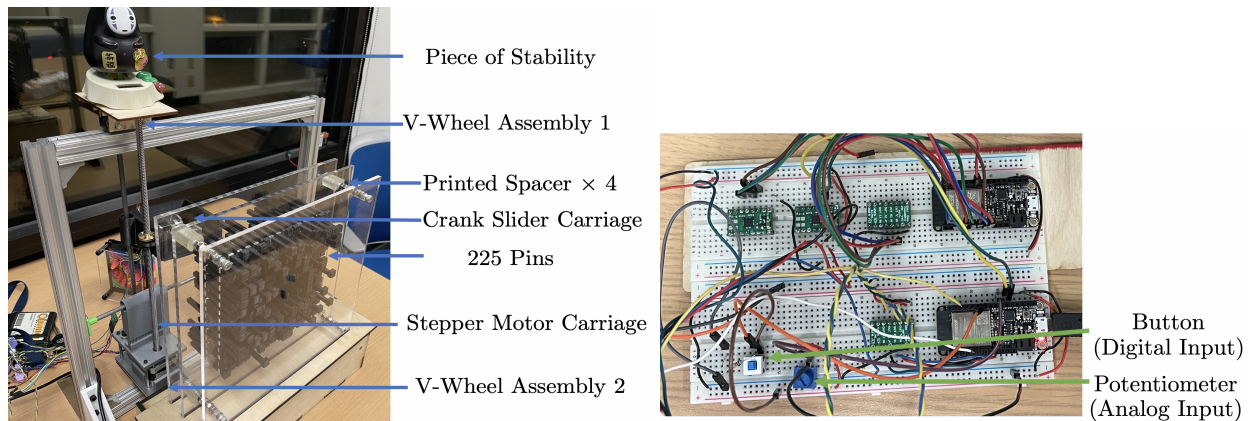 Piece of Stability
V-Wheel Assembly 1
Printed Spacer × 4
Crank Slider Carriage
225 Pins
Stepper Motor Carriage
V-Wheel Assembly 2
Button
(Digital Input)
Potentiometer
(Analog Input)